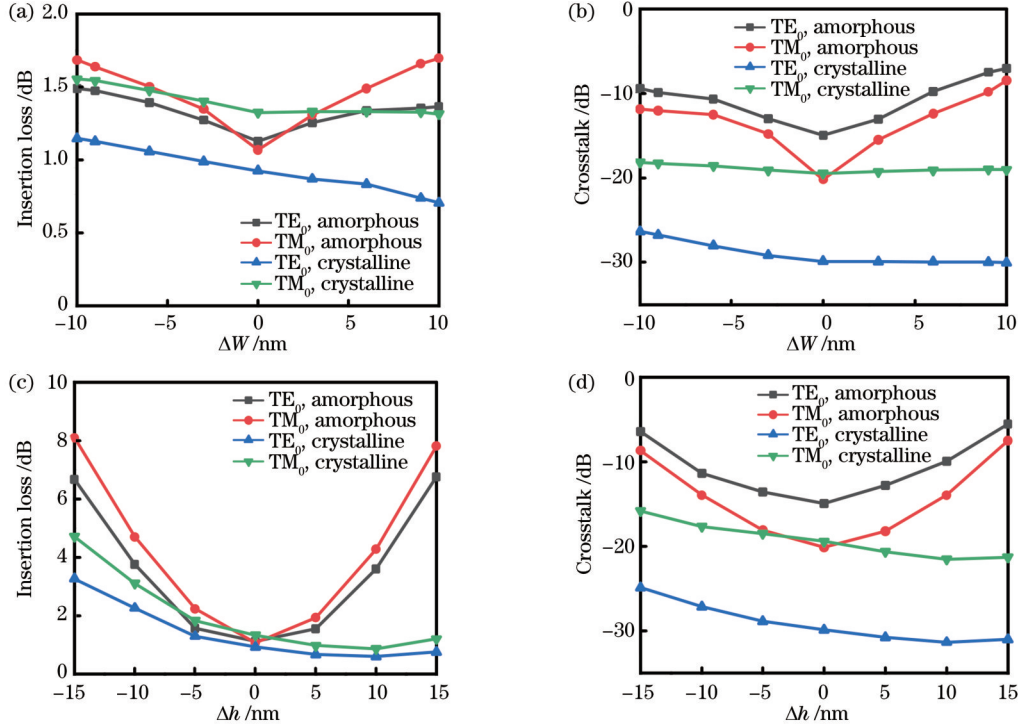 (a)
2.0
1.5
1.0
0.5
0
Insertion loss /dB
TE0, amorphous
TM0, amorphous
TE0, crystalline
TM0, crystalline
−10
−5
0
5
10
ΔW /nm
(b)
0
−10
−20
−30
Crosstalk /dB
TE0, amorphous
TM0, amorphous
TE0, crystalline
TM0, crystalline
−10
−5
0
5
10
ΔW /nm
(c)
10
8
6
4
2
0
Insertion loss /dB
TE0, amorphous
TM0, amorphous
TE0, crystalline
TM0, crystalline
−15
−10
−5
0
5
10
15
Δh /nm
(d)
0
−10
−20
−30
Crosstalk /dB
TE0, amorphous
TM0, amorphous
TE0, crystalline
TM0, crystalline
−15
−10
−5
0
5
10
15
Δh /nm